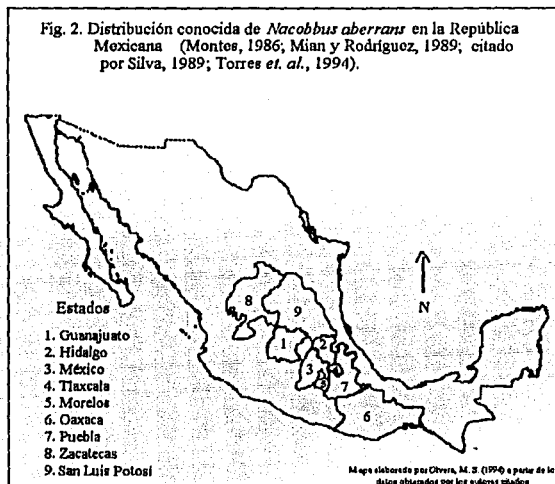 Fig. 2. Distribución conocida de Nacobbus aberrans en la República
Mexicana (Montes, 1986; Mian y Rodríguez, 1989; citado
por Silva, 1989; Torres et. al., 1994).
N
8
9
1
2
3
7
6
Estados
1. Guanajuato
2. Hidalgo
3. México
4. Tlaxcala
5. Morelos
6. Oaxaca
7. Puebla
8. Zacatecas
9. San Luis Potosí
Mapa elaborado por Olvera, M. S. (1994) a partir de los
datos obtenidos por los autores citados